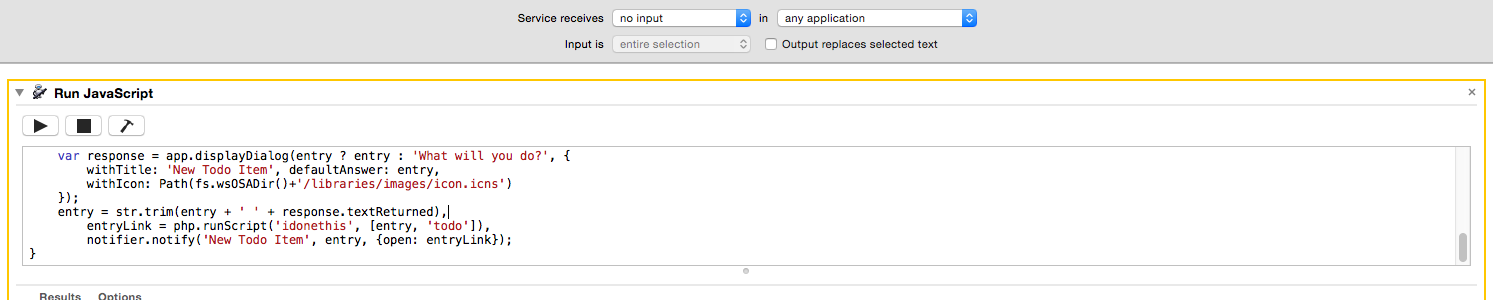 Service receives no input in any application
Input is entire selection Output replaces selected text
Run JavaScript
var response = app.displayDialog(entry ? entry : 'What will you do?', {
withTitle: 'New Todo Item', defaultAnswer: entry,
withIcon: Path(fs.wsOSADir()+'/libraries/images/icon.icns')
});
entry = str.trim(entry + ' ' + response.textReturned),
entryLink = php.runScript('idonethis', [entry, 'todo']),
notifier.notify('New Todo Item', entry, {open: entryLink});
}
Results Options